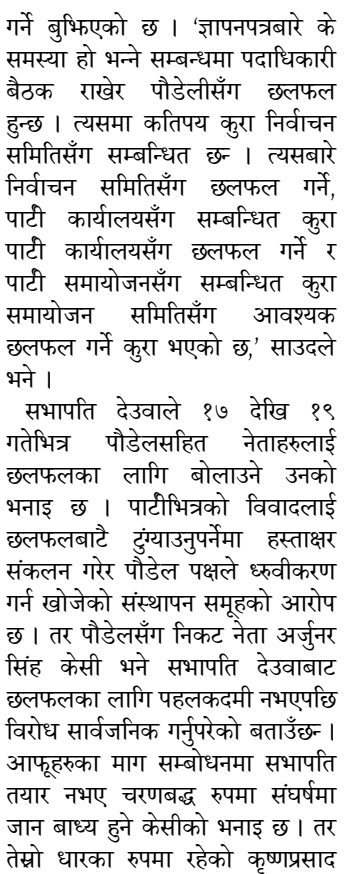 गर्ने बुझिएको छ । ‘ज्ञापनपत्रबारे के
समस्या हो भन्ने सम्बन्धमा पदाधिकारी
बैठक राखेर पौडेलीसँग छलफल
हुन्छ । त्यसमा कतिपय कुरा निर्वाचन
समितिसँग सम्बन्धित छन् । त्यसबारे
निर्वाचन समितिसँग छलफल गर्ने,
पार्टी कार्यालयसँग सम्बन्धित कुरा
पार्टी कार्यालयसँग छलफल गर्ने र
पार्टी समायोजनसँग सम्बन्धित कुरा
समायोजन समितिसँग आवश्यक
छलफल गर्ने कुरा भएको छ,’ साउदले
भने ।
सभापति देउवाले १७ देखि १९
गतेभित्र पौडेलसहित नेताहरुलाई
छलफलका लागि बोलाउने उनको
भनाइ छ । पार्टीभित्रको विवादलाई
छलफलबाटै टुंग्याउनुपर्नेमा हस्ताक्षर
संकलन गरेर पौडेल पक्षले ध्रुवीकरण
गर्न खोजेको संस्थापन समूहको आरोप
छ । तर पौडेलसँग निकट नेता अर्जुनर
सिंह केसी भने सभापति देउवाबाट
छलफलका लागि पहलकदमी नभएपछि
विरोध सार्वजनिक गर्नुपरेको बताउँछन् ।
आफूहरुका माग सम्बोधनमा सभापति
तयार नभए चरणबद्ध रुपमा संघर्षमा
जान बाध्य हुने केसीको भनाइ छ । तर
तेस्रो धारका रुपमा रहेको कृष्णप्रसाद